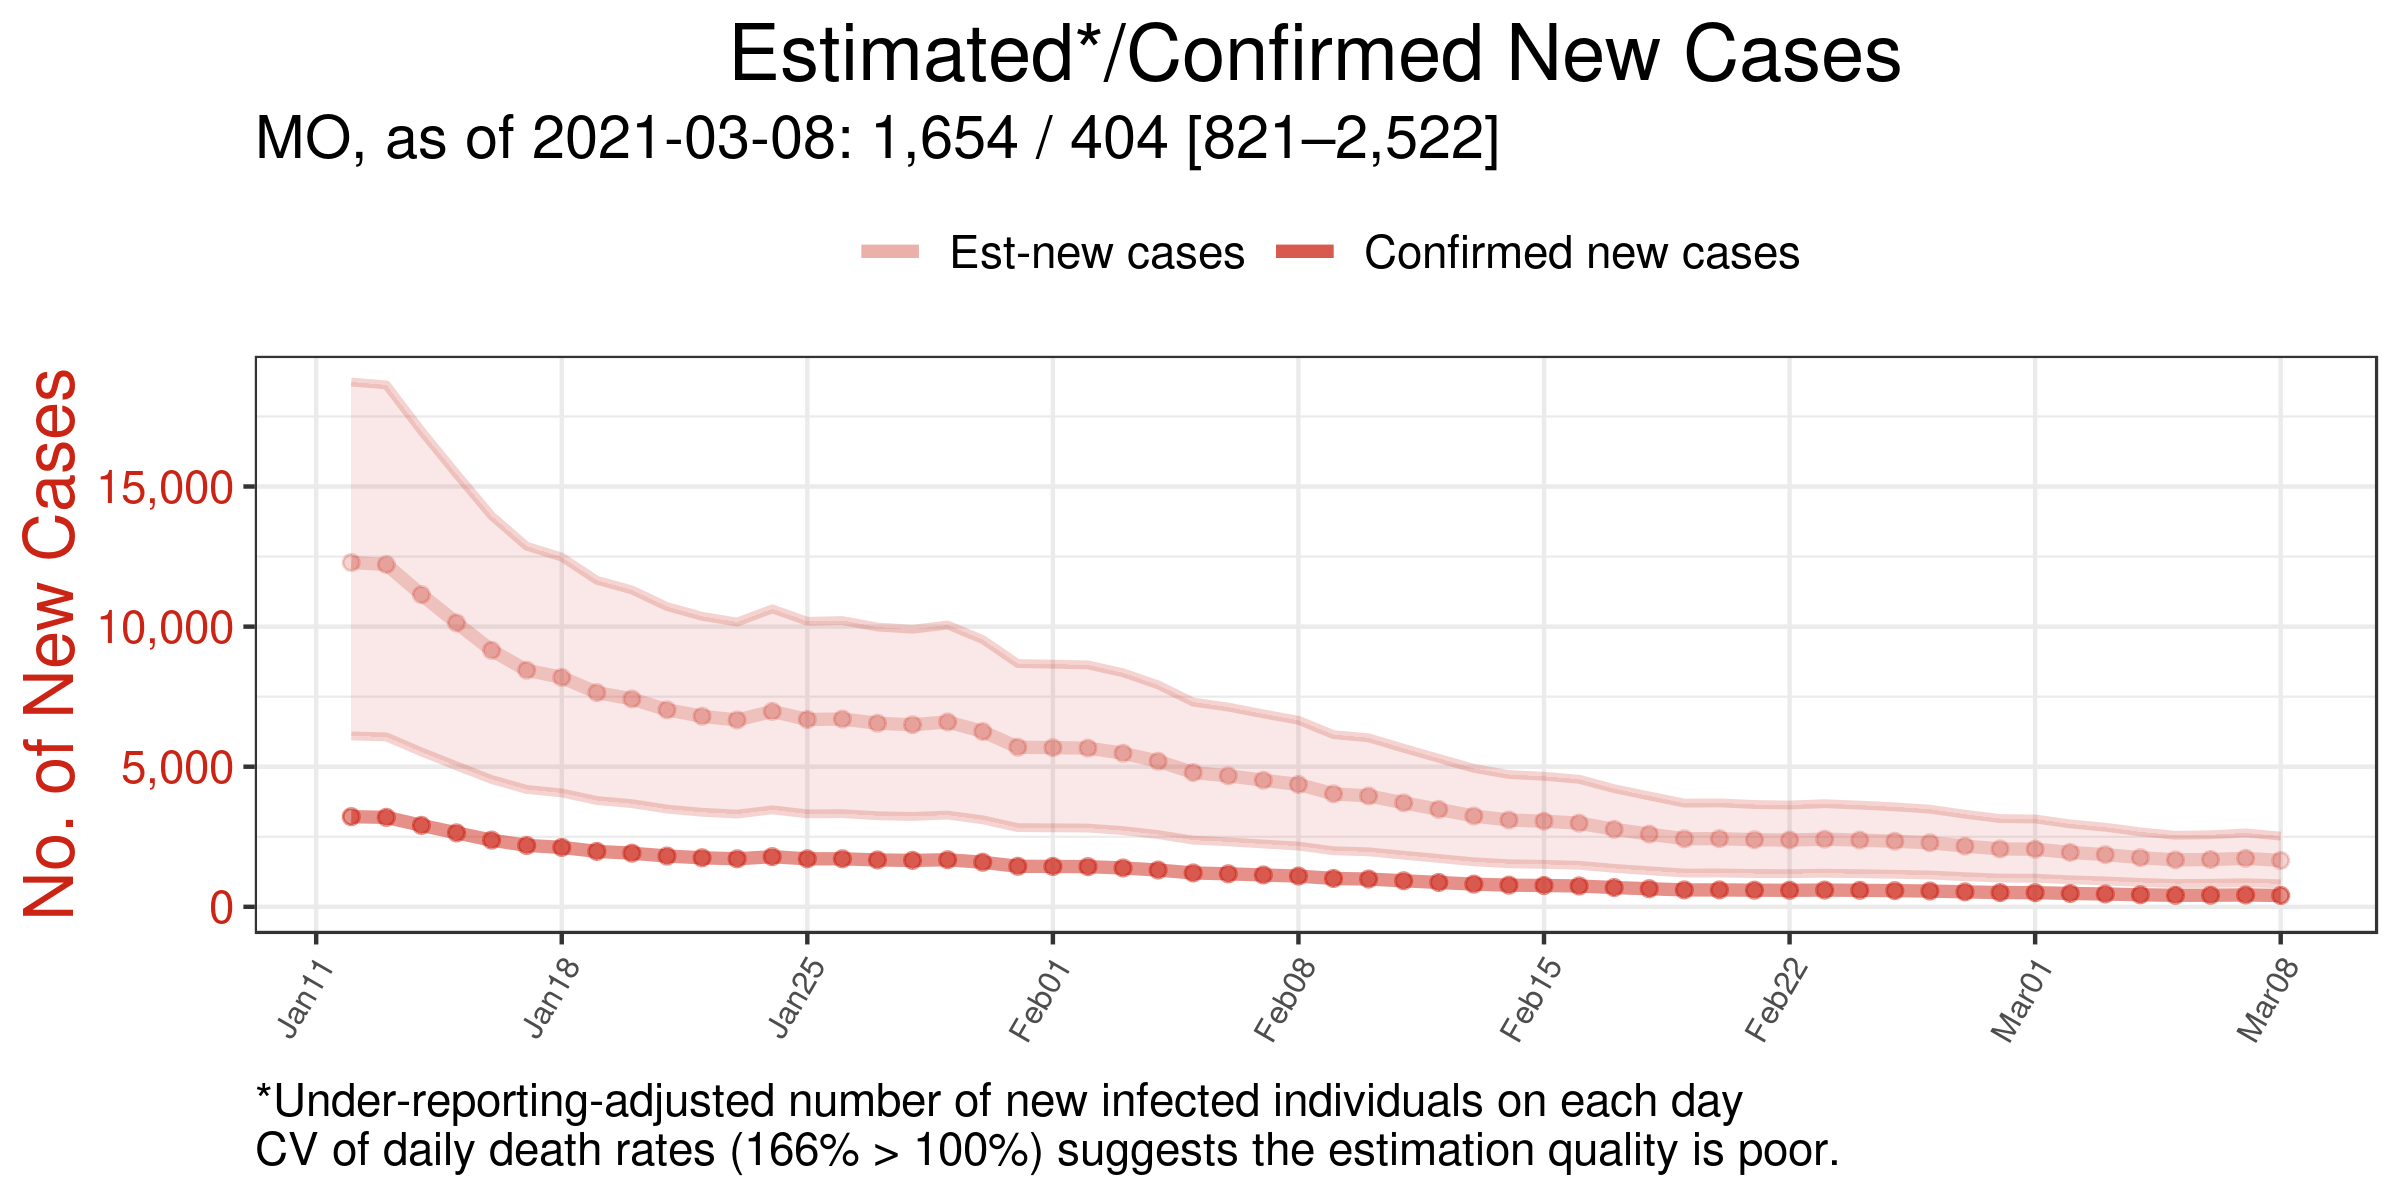 Estimated*/Confirmed New Cases
MO, as of 2021-03-08: 1,654 / 404 [821–2,522]
Est-new cases
Confirmed new cases
No. of New Cases
15,000
10,000
5,000
0
Jan11
Jan18
Jan25
Feb01
Feb08
Feb15
Feb22
Mar01
Mar08
*Under-reporting-adjusted number of new infected individuals on each day
CV of daily death rates (166% > 100%) suggests the estimation quality is poor.